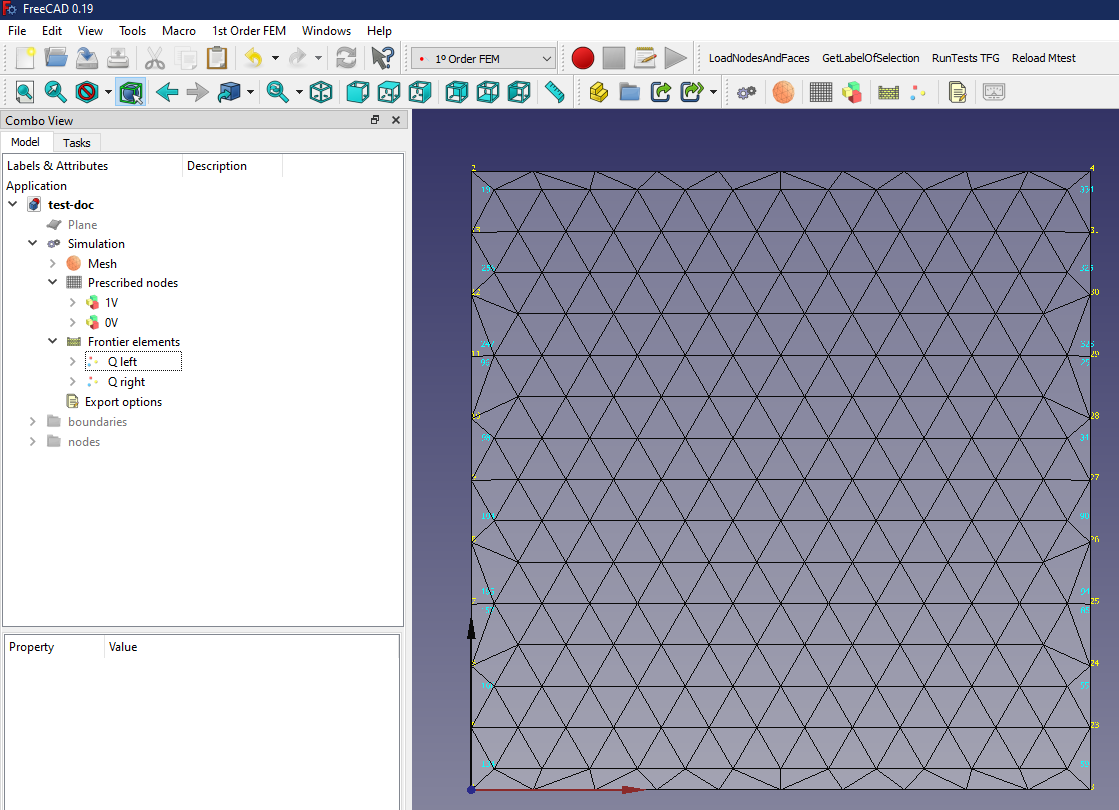 FreeCAD 0.19
File Edit View Tools Macro 1st Order FEM Windows Help
1º Order FEM LoadNodesAndFaces GetLabelOfSelection RunTests TFG Reload Mtest
Combo View
Model Tasks
Labels & Attributes Description
Application
test-doc
Plane
Simulation
Mesh
Prescribed nodes
1V
0V
Frontier elements
Q left
Q right
Export options
boundaries
nodes
Property Value
2 4
30
29
28
27
26
25
24
23
3